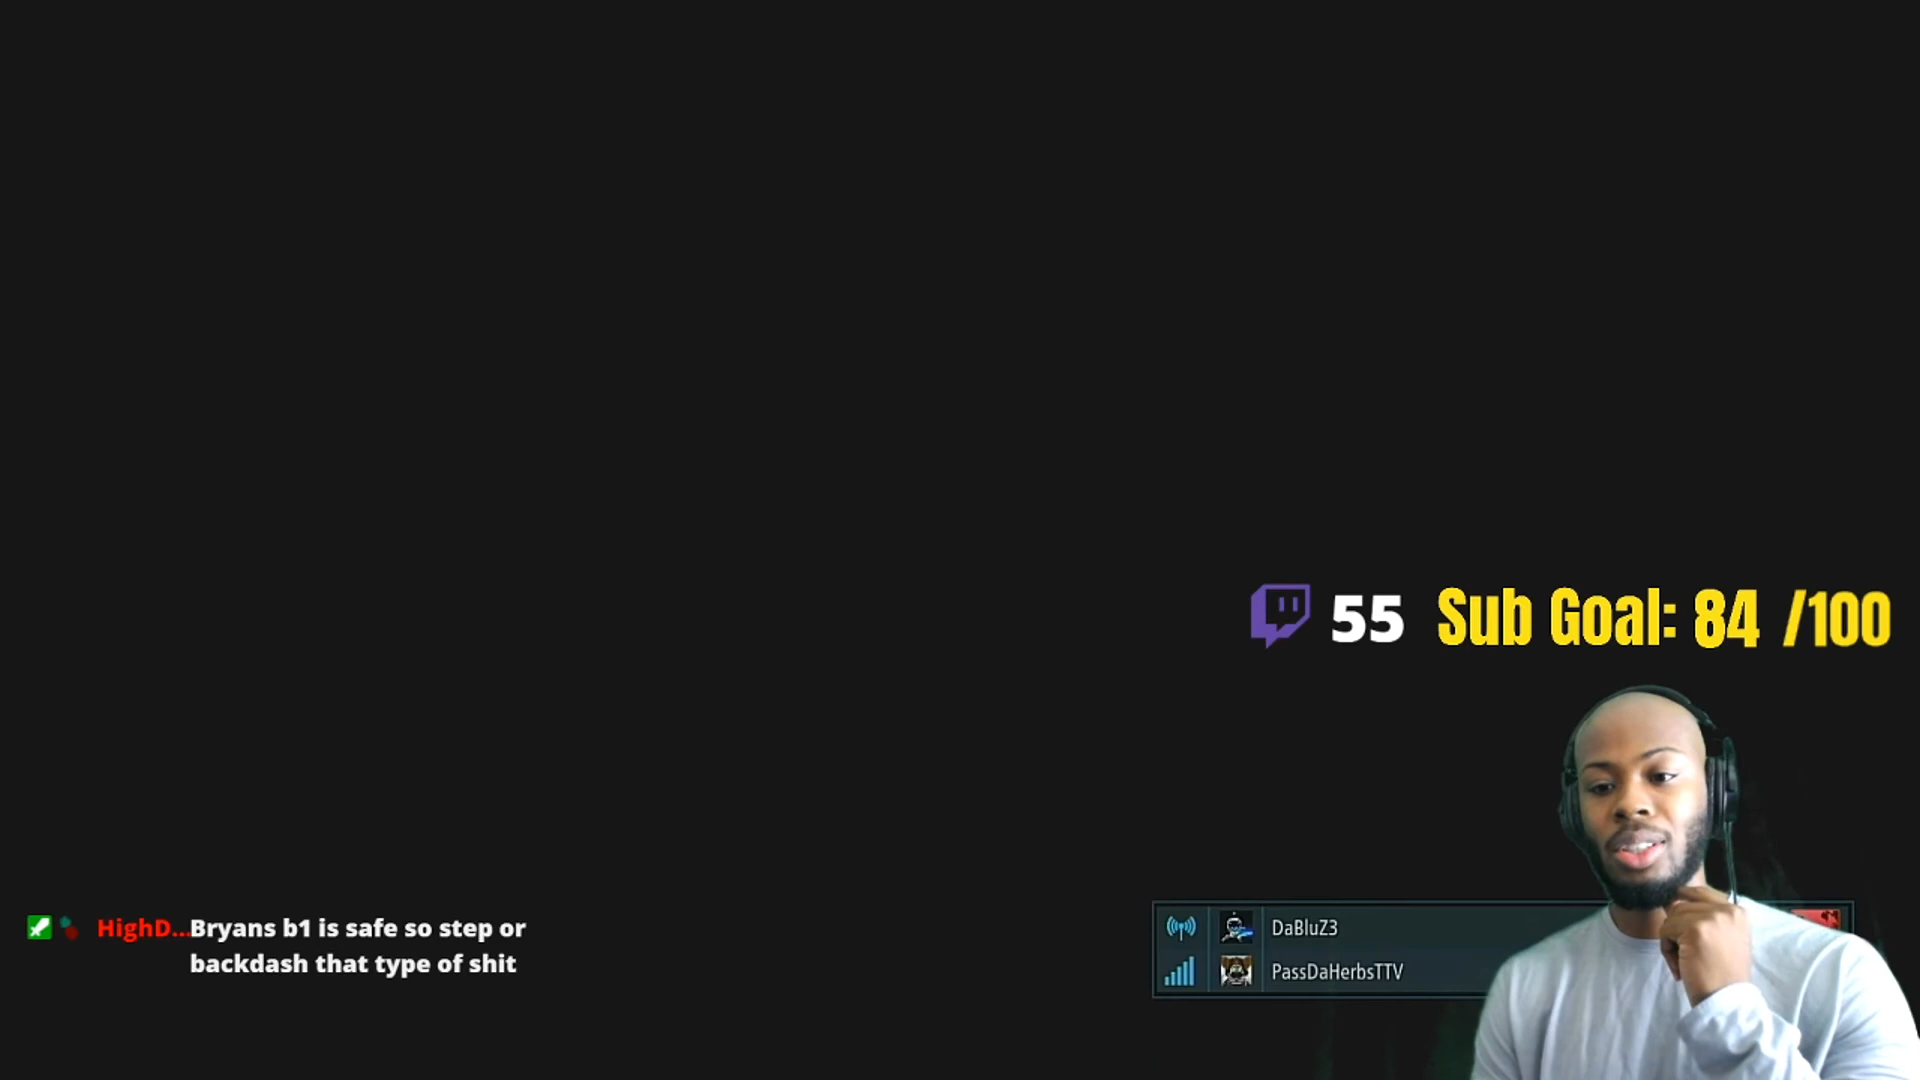 55 Sub Goal: 84 /100
HighD...Bryans b1 is safe so step or
backdash that type of shit
DaBluZ3
PassDaHerbsTTV